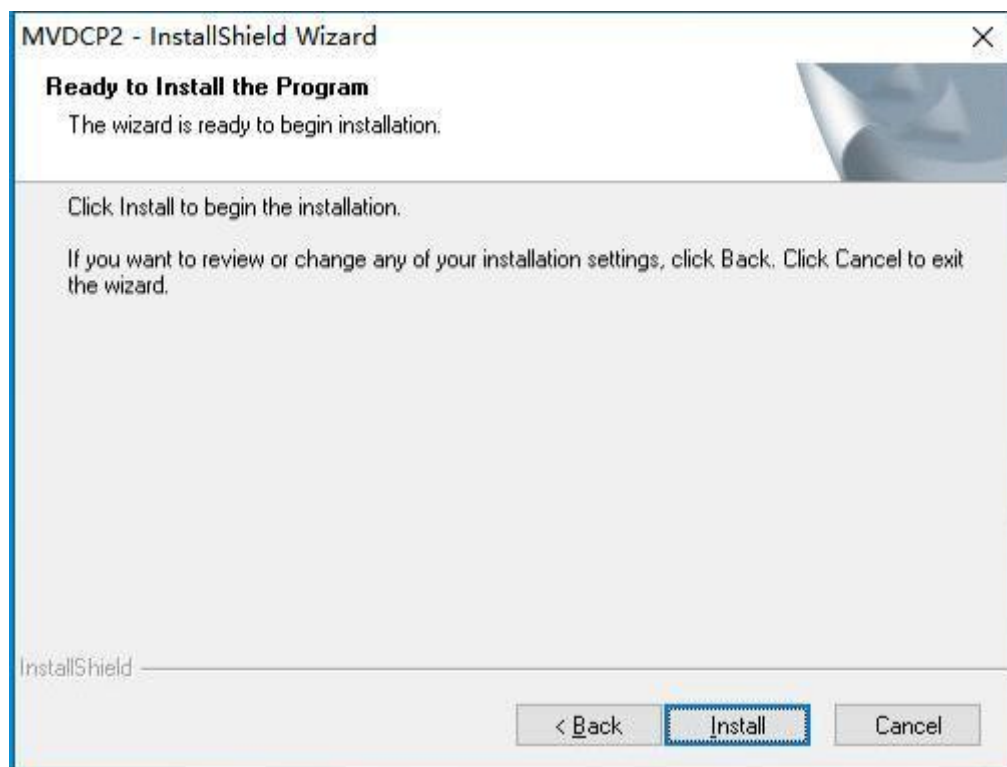 MVDCP2 - InstallShield Wizard
Ready to Install the Program
The wizard is ready to begin installation.
Click Install to begin the installation.
If you want to review or change any of your installation settings, click Back. Click Cancel to exit
the wizard.
InstallShield
< Back
Install
Cancel